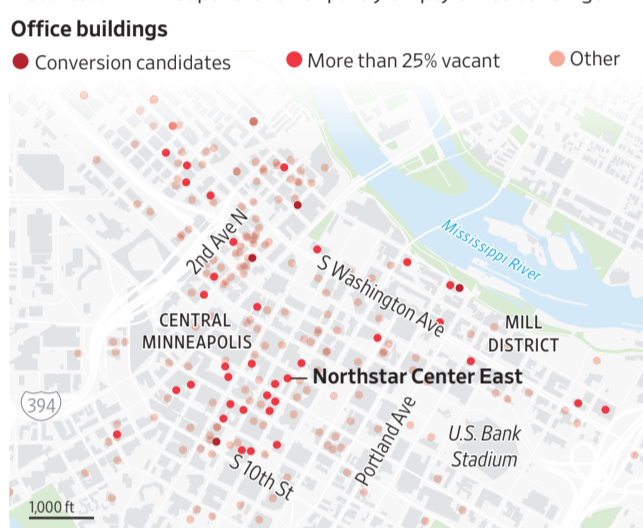 Office buildings
Conversion candidates
More than 25% vacant
Other
2nd Ave N
Mississippi River
S Washington Ave
CENTRAL
MINNEAPOLIS
MILL
DISTRICT
Northstar Center East
394
Portland Ave
U.S. Bank
Stadium
S 10th St
1,000 ft